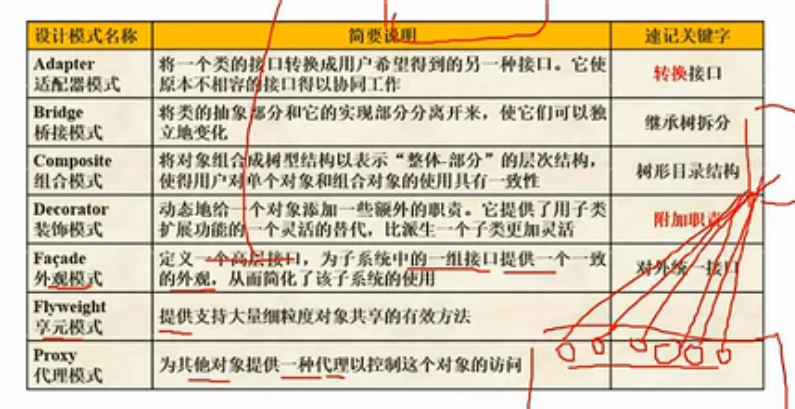 设计模式名称 简要说明 速记关键字
Adapter
适配器模式
将一个类的接口转换成用户希望得到的另一种接口。它使
原本不相容的接口得以协同工作
转换接口
Bridge
桥接模式
将类的抽象部分和它的实现部分分离开来，使它们可以独
立地变化
继承树拆分
Composite
组合模式
将对象组合成树型结构以表示“整体-部分”的层次结构，
使得用户对单个对象和组合对象的使用具有一致性
树形目录结构
Decorator
装饰模式
动态地给一个对象添加一些额外的职责。它提供了用子类
扩展功能的一个灵活的替代，比派生一个子类更加灵活
附加职责
Façade
外观模式
定义一个高层接口，为子系统中的一组接口提供一个一致
的外观，从而简化了该子系统的使用
对外统一接口
Flyweight
享元模式
提供支持大量细粒度对象共享的有效方法
Proxy
代理模式
为其他对象提供一种代理以控制这个对象的访问